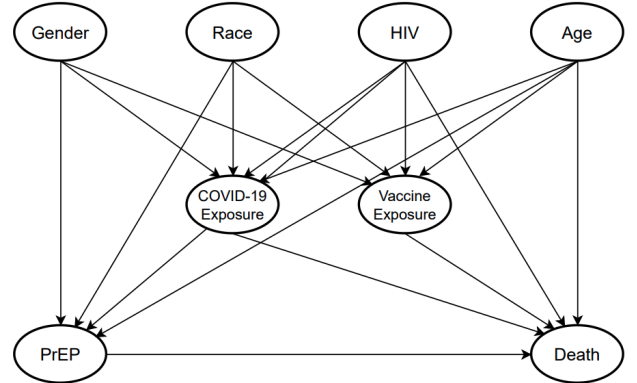 Gender
Race
HIV
Age
COVID-19
Exposure
Vaccine
Exposure
PrEP
Death